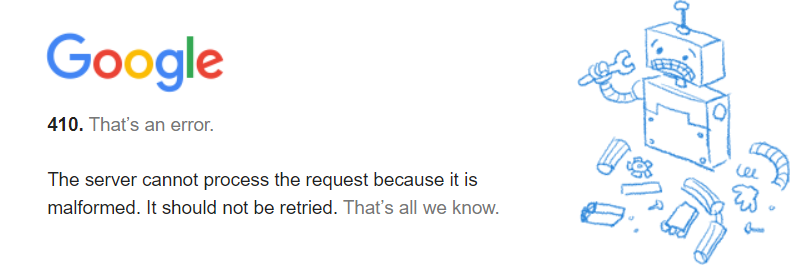 Google
410. That’s an error.
The server cannot process the request because it is
malformed. It should not be retried. That’s all we know.